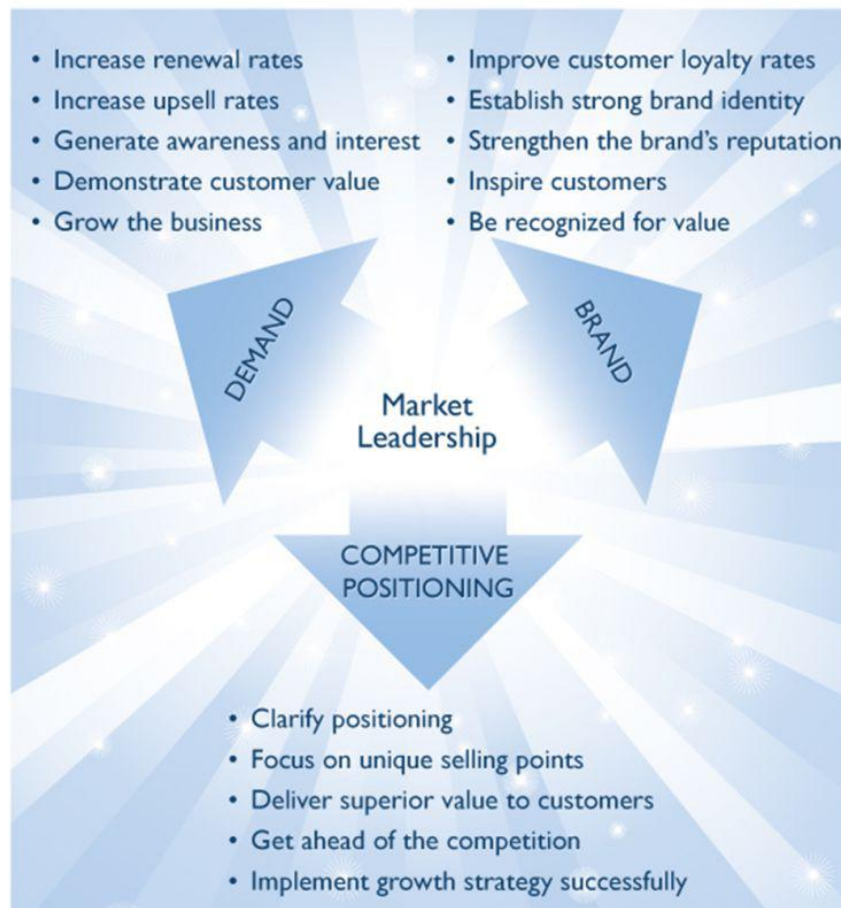 • Increase renewal rates
• Increase upsell rates
• Generate awareness and interest
• Demonstrate customer value
• Grow the business
• Improve customer loyalty rates
• Establish strong brand identity
• Strengthen the brand's reputation
• Inspire customers
• Be recognized for value
DEMAND
BRAND
Market
Leadership
COMPETITIVE
POSITIONING
• Clarify positioning
• Focus on unique selling points
• Deliver superior value to customers
• Get ahead of the competition
• Implement growth strategy successfully